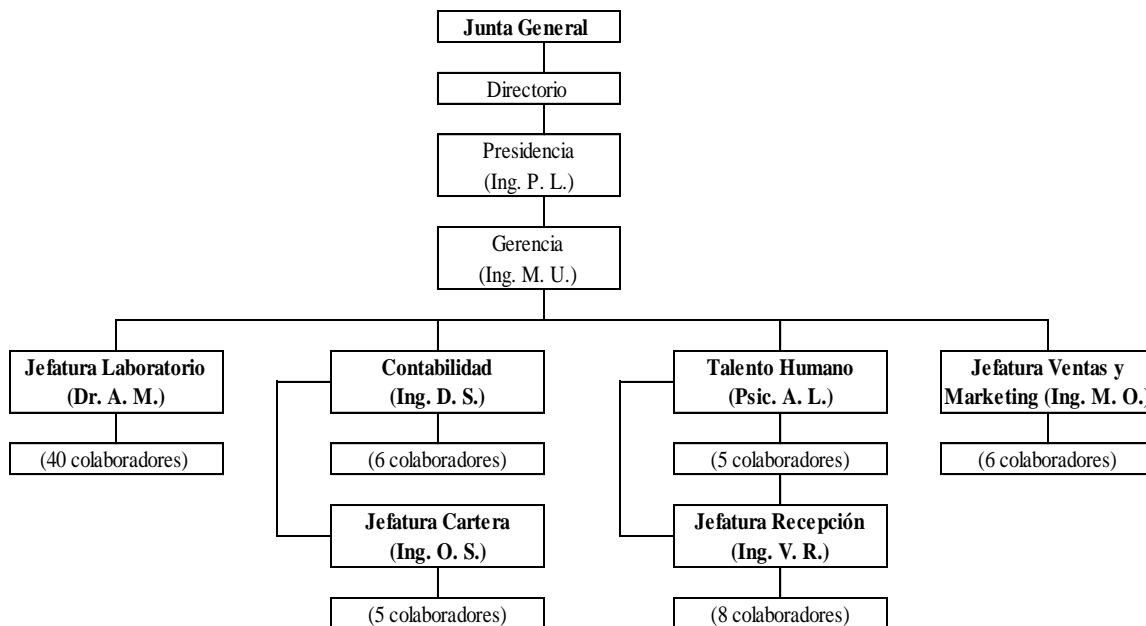 Junta General
Directorio
Presidencia
(Ing. P. L.)
Gerencia
(Ing. M. U.)
Jefatura Laboratorio
(Dr. A. M.)
Contabilidad
(Ing. D. S.)
Talento Humano
(Psic. A. L.)
Jefatura Ventas y
Marketing (Ing. M. O.)
(40 colaboradores)
(6 colaboradores)
(5 colaboradores)
(6 colaboradores)
Jefatura Cartera
(Ing. O. S.)
Jefatura Recepción
(Ing. V. R.)
(5 colaboradores)
(8 colaboradores)